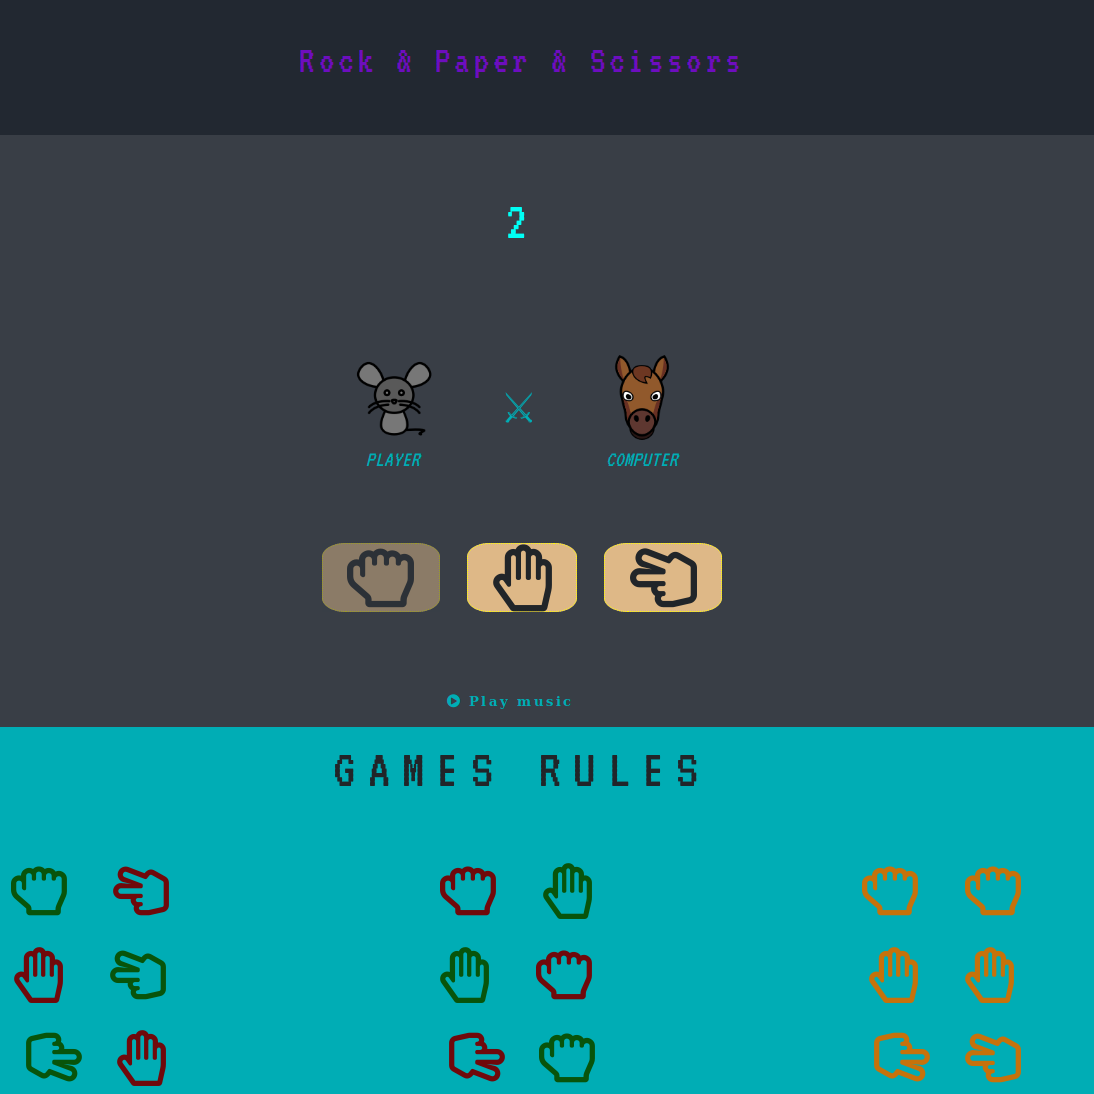 Rock & Paper & Scissors
2
PLAYER
COMPUTER
Play music
GAMES RULES